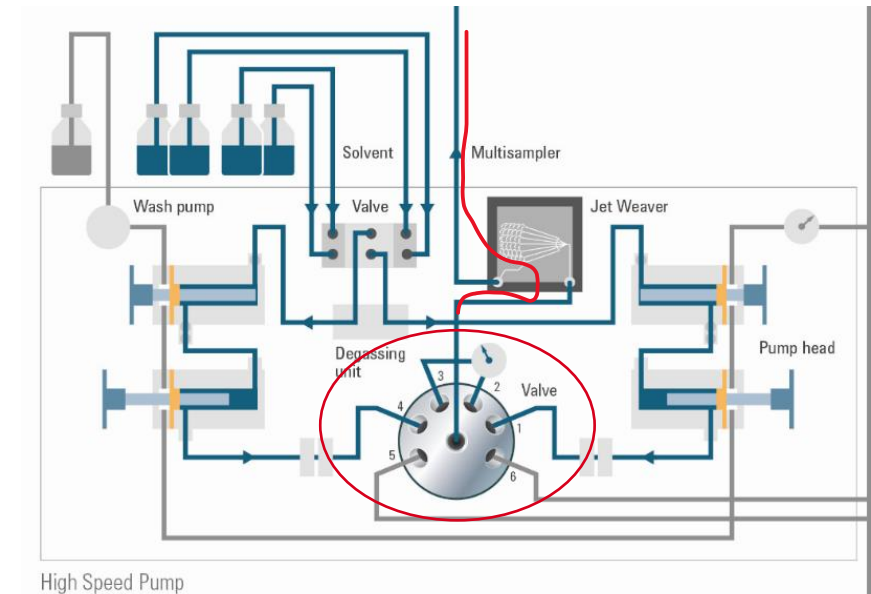 Solvent
Multisampler
Wash pump
Valve
Jet Weaver
Degassing
unit
Pump head
3
2
Valve
4
1
5
6
High Speed Pump